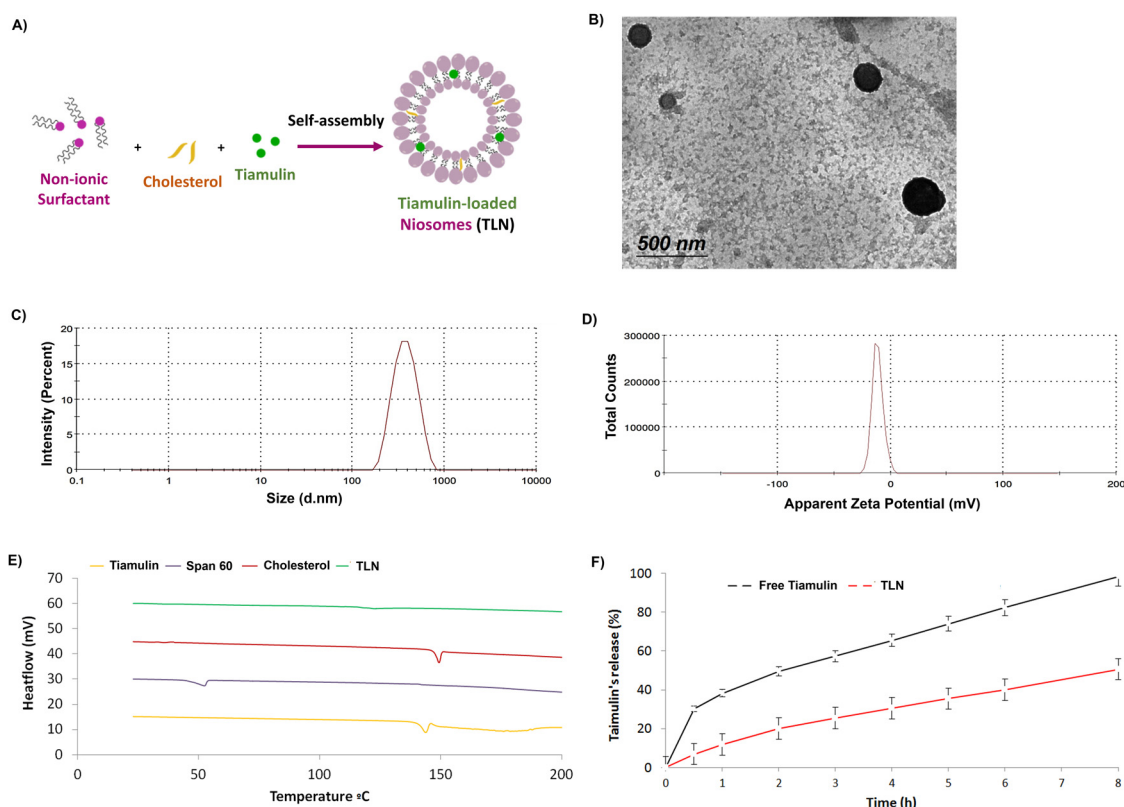 A)
Non-ionic
Surfactant
+
Cholesterol
+
Tiamulin
Self-assembly
Tiamulin-loaded
Niosomes (TLN)
B)
500 nm
C)
Intensity (Percent)
20
15
10
5
0
0.1 1 10 100 1000 10000
Size (d.nm)
D)
Total Counts
300000
200000
100000
0
-100 0 100 200
Apparent Zeta Potential (mV)
E)
Tiamulin Span 60 Cholesterol TLN
Heatflow (mV)
70
60
50
40
30
20
10
0
0 50 100 150 200
Temperature ºC
F)
Free Tiamulin TLN
Taimulin's release (%)
100
80
60
40
20
0
0 1 2 3 4 5 6 7 8
Time (h)